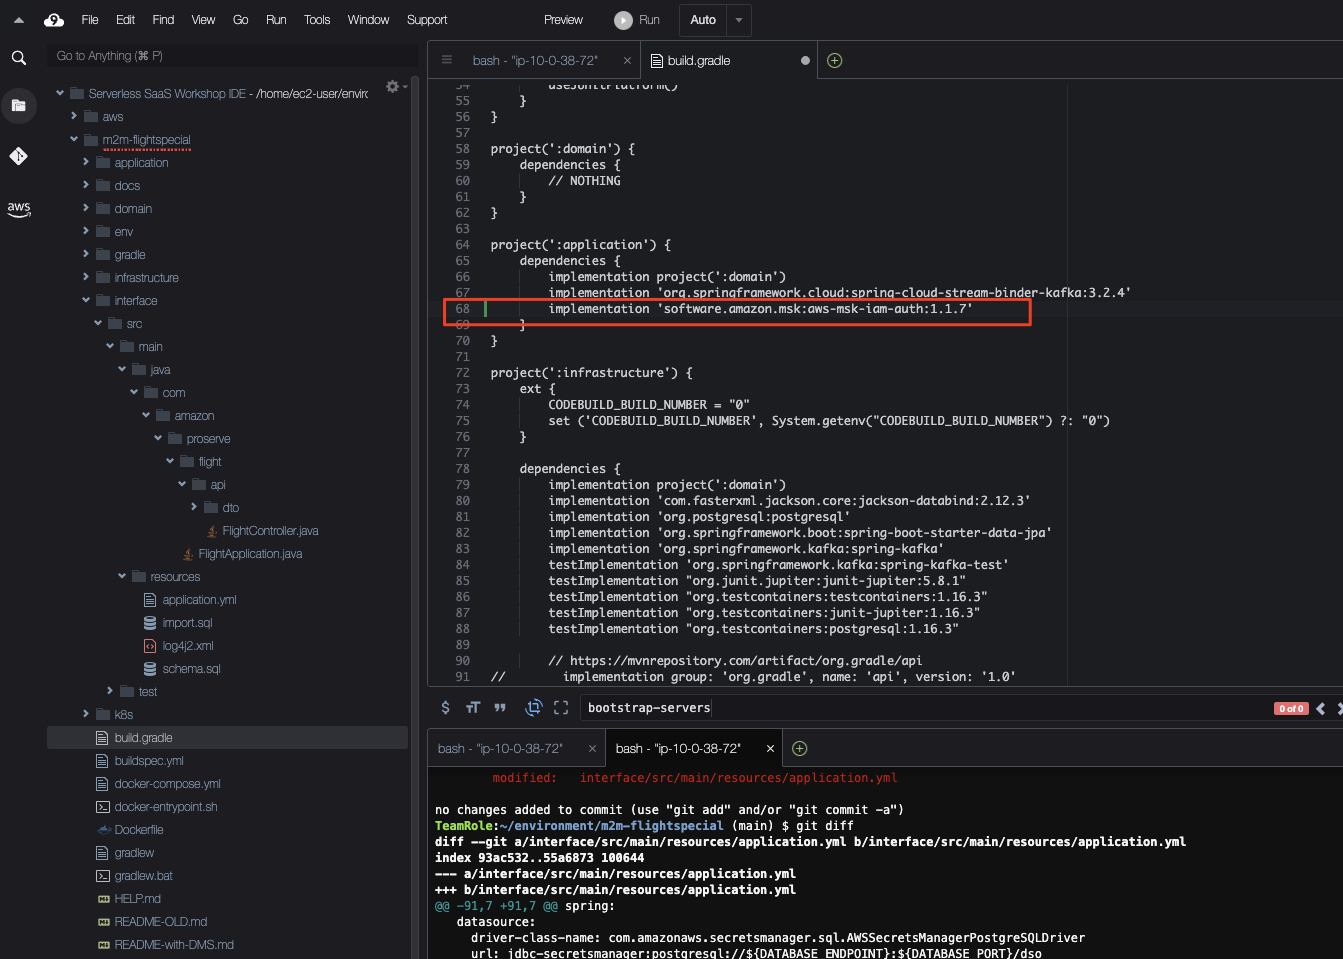 File Edit Find View Go Run Tools Window Support Preview Run Auto
Go to Anything (⌘ P)
Serverless SaaS Workshop IDE - /home/ec2-user/enviro
aws
m2m-flightspecial
application
docs
domain
env
gradle
infrastructure
interface
src
main
java
com
amazon
proserve
flight
api
dto
FlightController.java
FlightApplication.java
resources
application.yml
import.sql
log4j2.xml
schema.sql
test
k8s
build.gradle
buildspec.yml
docker-compose.yml
docker-entrypoint.sh
Dockerfile
gradlew
gradlew.bat
HELP.md
README-OLD.md
README-with-DMS.md
aws
bash - "ip-10-0-38-72" × build.gradle
54 useJUnitPlatform()
55 }
56 }
57
58 project(':domain') {
59 dependencies {
60 // NOTHING
61 }
62 }
63
64 project(':application') {
65 dependencies {
66 implementation project(':domain')
67 implementation 'org.springframework.cloud:spring-cloud-stream-binder-kafka:3.2.4'
68 implementation 'software.amazon.msk:aws-msk-iam-auth:1.1.7'
69 }
70 }
71
72 project(':infrastructure') {
73 ext {
74 CODEBUILD_BUILD_NUMBER = "0"
75 set ('CODEBUILD_BUILD_NUMBER', System.getenv("CODEBUILD_BUILD_NUMBER") ?: "0")
76 }
77
78 dependencies {
79 implementation project(':domain')
80 implementation 'com.fasterxml.jackson.core:jackson-databind:2.12.3'
81 implementation 'org.postgresql:postgresql'
82 implementation 'org.springframework.boot:spring-boot-starter-data-jpa'
83 implementation 'org.springframework.kafka:spring-kafka'
84 testImplementation 'org.springframework.kafka:spring-kafka-test'
85 testImplementation "org.junit.jupiter:junit-jupiter:5.8.1"
86 testImplementation "org.testcontainers:testcontainers:1.16.3"
87 testImplementation "org.testcontainers:junit-jupiter:1.16.3"
88 testImplementation "org.testcontainers:postgresql:1.16.3"
89
90 // https://mvnrepository.com/artifact/org.gradle/api
91 // implementation group: 'org.gradle', name: 'api', version: '1.0'
bootstrap-servers 0 of 0
bash - "ip-10-0-38-72" × bash - "ip-10-0-38-72" ×
modified: interface/src/main/resources/application.yml
no changes added to commit (use "git add" and/or "git commit -a")
TeamRole:~/environment/m2m-flightspecial (main) $ git diff
diff --git a/interface/src/main/resources/application.yml b/interface/src/main/resources/application.yml
index 93ac532..55a6873 100644
--- a/interface/src/main/resources/application.yml
+++ b/interface/src/main/resources/application.yml
@@ -91,7 +91,7 @@ spring:
datasource:
driver-class-name: com.amazonaws.secretsmanager.sql.AWSSecretsManagerPostgreSQLDriver
url: jdbc-secretsmanager:postgresql://${DATABASE_ENDPOINT}:${DATABASE_PORT}/dso